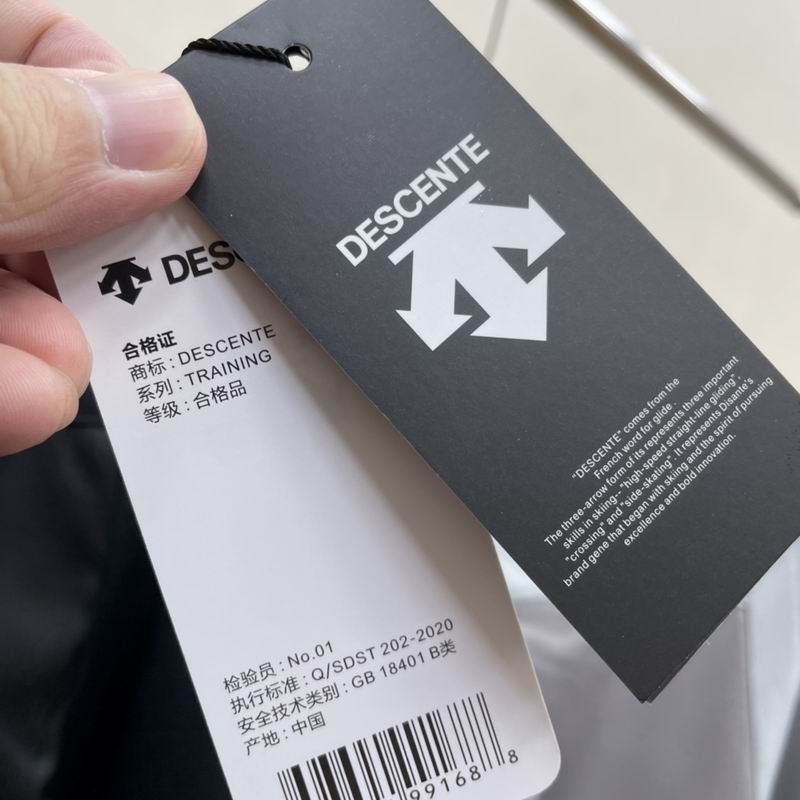 DESCENTE
"DESCENTE" comes from the
French word for glide.
The three-arrow form of its represents three important
skills in skiing-- "high-speed straight-line gliding",
"crossing" and "side-skating". It represents Disante's
brand gene that began with skiing and the spirit of pursuing
excellence and bold innovation.
DESC
合格证
商标 : DESCENTE
系列 : TRAINING
等级 : 合格品
检验员 : No.01
执行标准 : Q/SDST 202-2020
安全技术类别 : GB 18401 B类
产地 : 中国
99168 8